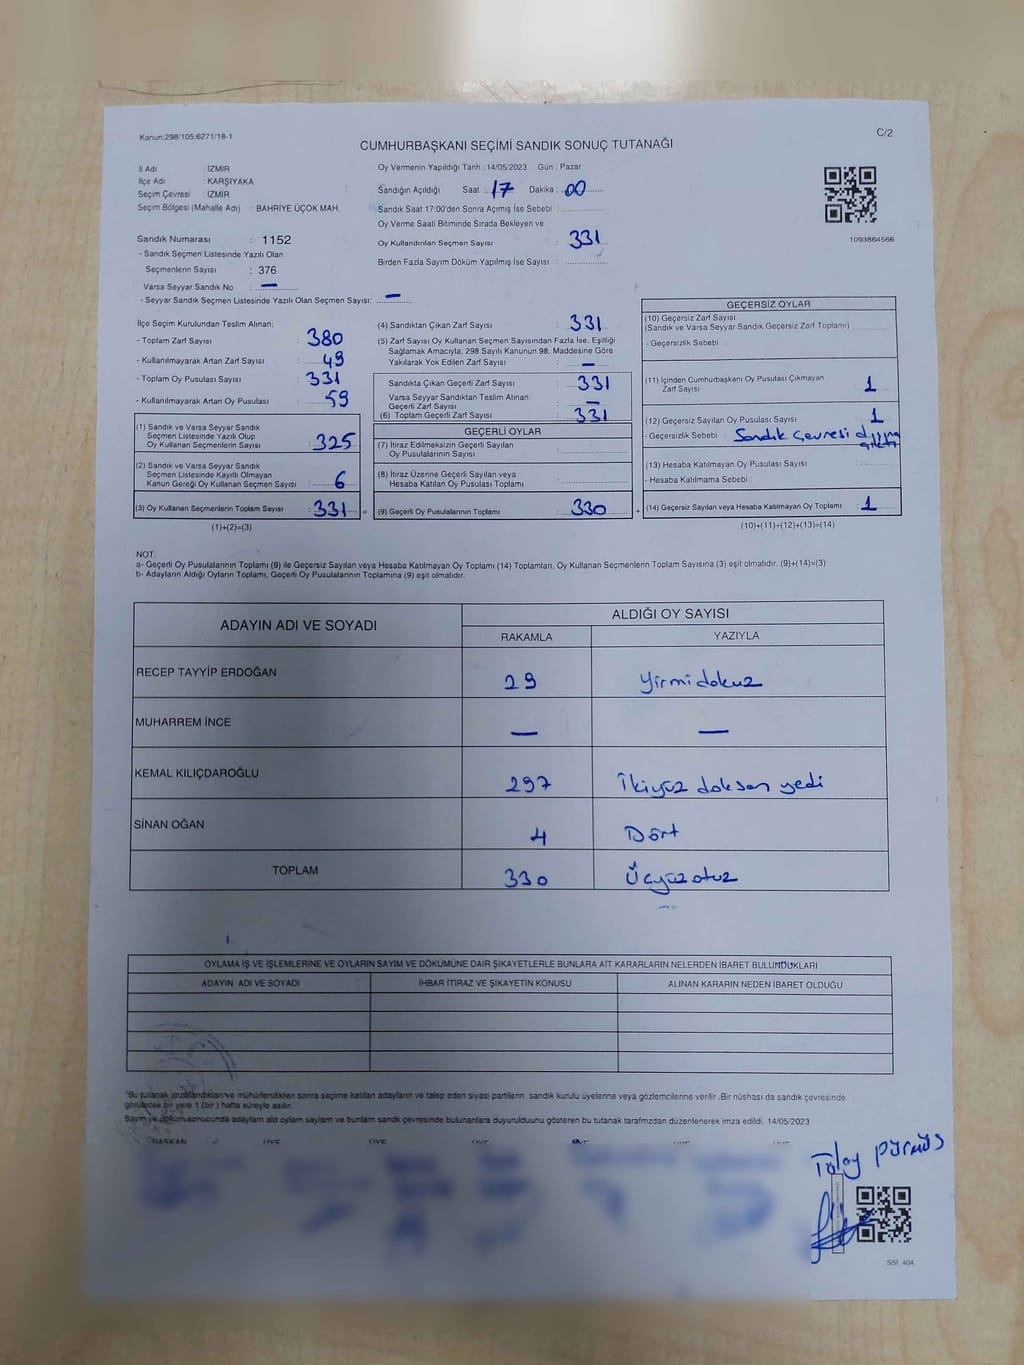 Kanun:298/105;6271/18-1
C/2
CUMHURBAŞKANI SEÇİMİ SANDIK SONUÇ TUTANAĞI
İl Adı : İZMİR
İlçe Adı : KARŞIYAKA
Seçim Çevresi : İZMİR
Seçim Bölgesi (Mahalle Adı) : BAHRİYE ÜÇOK MAH.
Sandık Numarası : 1152
- Sandık Seçmen Listesinde Yazılı Olan
Seçmenlerin Sayısı : 376
Varsa Seyyar Sandık No : —
- Seyyar Sandık Seçmen Listesinde Yazılı Olan Seçmen Sayısı: —
Oy Vermenin Yapıldığı Tarih : 14/05/2023 Gün : Pazar
Sandığın Açıldığı Saat : 17 Dakika : 00
Sandık Saat 17:00'den Sonra Açılmış İse Sebebi :
Oy Verme Saati Bitiminde Sırada Bekleyen ve
Oy Kullandırılan Seçmen Sayısı : 331
Birden Fazla Sayım Döküm Yapılmış İse Sayısı :
1093864566
İlçe Seçim Kurulundan Teslim Alınan;
- Toplam Zarf Sayısı : 380
- Kullanılmayarak Artan Zarf Sayısı : 49
- Toplam Oy Pusulası Sayısı : 331
- Kullanılmayarak Artan Oy Pusulası : 59
(1) Sandık ve Varsa Seyyar Sandık
Seçmen Listesinde Yazılı Olup
Oy Kullanan Seçmenlerin Sayısı : 325
(2) Sandık ve Varsa Seyyar Sandık
Seçmen Listesinde Kayıtlı Olmayan
Kanun Gereği Oy Kullanan Seçmen Sayısı : 6
(3) Oy Kullanan Seçmenlerin Toplam Sayısı : 331 =
(1)+(2)=(3)
(4) Sandıktan Çıkan Zarf Sayısı : 331
(5) Zarf Sayısı Oy Kullanan Seçmen Sayısından Fazla İse, Eşitliği
Sağlamak Amacıyla; 298 Sayılı Kanunun 98. Maddesine Göre
Yakılarak Yok Edilen Zarf Sayısı : —
Sandıkta Çıkan Geçerli Zarf Sayısı : 331
Varsa Seyyar Sandıktan Teslim Alınan
Geçerli Zarf Sayısı : —
(6) Toplam Geçerli Zarf Sayısı : 331
GEÇERLİ OYLAR
(7) İtiraz Edilmeksizin Geçerli Sayılan
Oy Pusulalarının Sayısı :
(8) İtiraz Üzerine Geçerli Sayılan veya
Hesaba Katılan Oy Pusulası Toplamı :
(9) Geçerli Oy Pusulalarının Toplamı : 330 +
GEÇERSİZ OYLAR
(10) Geçersiz Zarf Sayısı
(Sandık ve Varsa Seyyar Sandık Geçersiz Zarf Toplamı)
- Geçersizlik Sebebi :
(11) İçinden Cumhurbaşkanı Oy Pusulası Çıkmayan
Zarf Sayısı : 1
(12) Geçersiz Sayılan Oy Pusulası Sayısı : 1
- Geçersizlik Sebebi : Sandık çevresi dışına
(13) Hesaba Katılmayan Oy Pusulası Sayısı :
- Hesaba Katılmama Sebebi :
(14) Geçersiz Sayılan veya Hesaba Katılmayan Oy Toplamı : 1
(10)+(11)+(12)+(13)=(14)
NOT:
a- Geçerli Oy Pusulalarının Toplamı (9) ile Geçersiz Sayılan veya Hesaba Katılmayan Oy Toplamı (14) Toplamları, Oy Kullanan Seçmenlerin Toplam Sayısına (3) eşit olmalıdır. (9)+(14)=(3)
b- Adayların Aldığı Oyların Toplamı, Geçerli Oy Pusulalarının Toplamına (9) eşit olmalıdır.
ADAYIN ADI VE SOYADI
ALDIĞI OY SAYISI
RAKAMLA YAZIYLA
RECEP TAYYİP ERDOĞAN 29 Yirmidokuz
MUHARREM İNCE — —
KEMAL KILIÇDAROĞLU 297 İkiyüz doksan yedi
SİNAN OĞAN 4 Dört
TOPLAM 330 Üçyüzotuz
OYLAMA İŞ VE İŞLEMLERİNE VE OYLARIN SAYIM VE DÖKÜMÜNE DAİR ŞİKAYETLERLE BUNLARA AİT KARARLARIN NELERDEN İBARET BULUNDUKLARI
ADAYIN ADI VE SOYADI İHBAR İTİRAZ VE ŞİKAYETİN KONUSU ALINAN KARARIN NEDEN İBARET OLDUĞU
"Bu tutanak imzalandıktan ve mühürlendikten sonra seçime katılan adayların ve talep eden siyasi partilerin sandık kurulu üyelerine veya gözlemcilerine verilir .Bir nüshası da sandık çevresinde
görülecek bir yere 1 (bir ) hafta süreyle asılır.
Sayım ve döküm sonucunda adayların aldı oyların sayılam ve bunların sandk çevresinde bulunanlara duyurulduunu gösteren bu tutanak tarafımzdan düzenlenerek imza edildi. 14/05/2023
BAŞKAN ÜYE ÜYE ÜYE ÜYE ÜYE ÜYE
Tülay
SSI_404